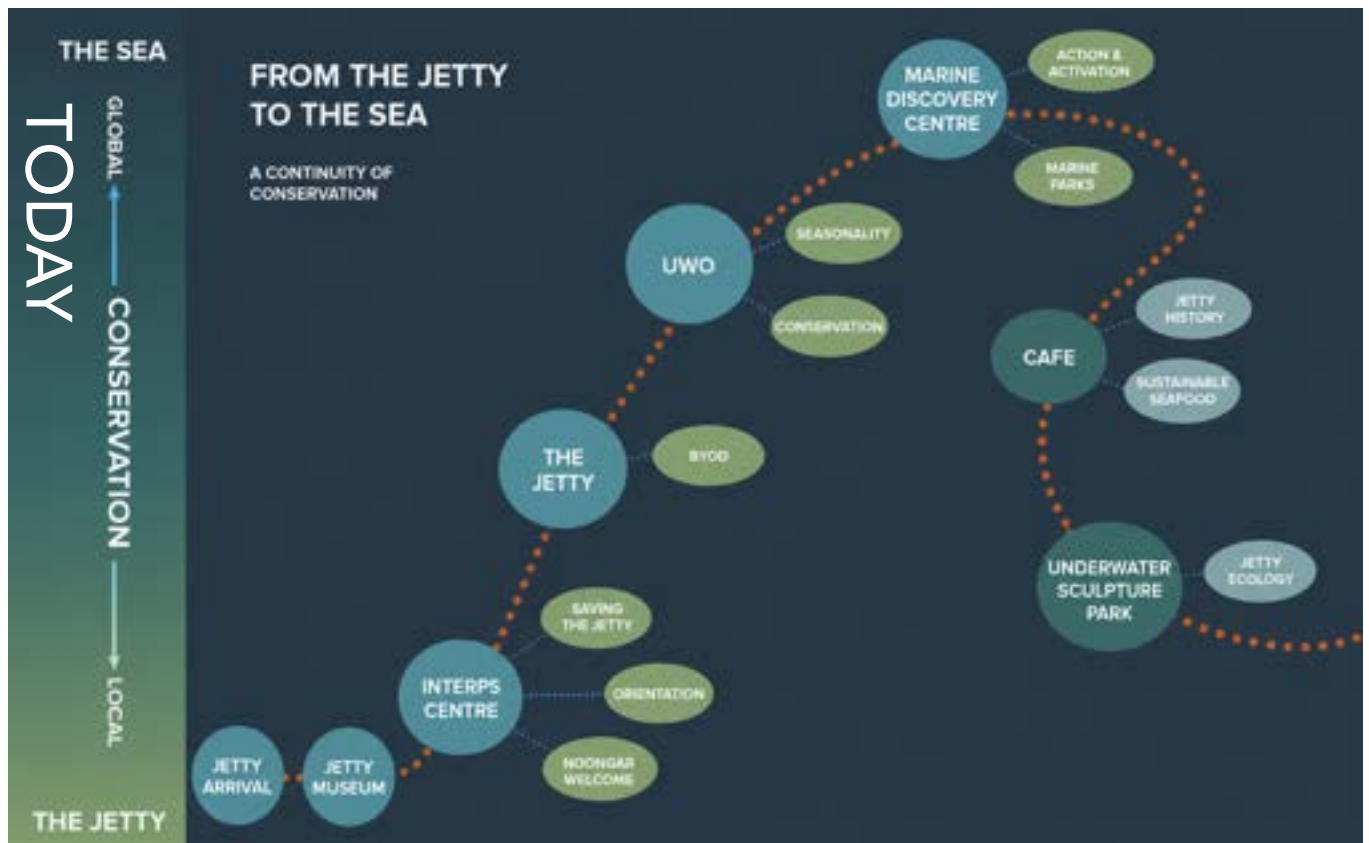 THE SEA
TODAY
GLOBAL
CONSERVATION
LOCAL
THE JETTY
FROM THE JETTY
TO THE SEA
A CONTINUITY OF
CONSERVATION
MARINE
DISCOVERY
CENTRE
ACTION &
ACTIVATION
MARINE
PARKS
UWO
SEASONALITY
CONSERVATION
CAFE
JETTY
HISTORY
SUSTAINABLE
SEAFOOD
THE
JETTY
BYOD
UNDERWATER
SCULPTURE
PARK
JETTY
ECOLOGY
INTERPS
CENTRE
SAVING
THE JETTY
ORIENTATION
NOONGAR
WELCOME
JETTY
ARRIVAL
JETTY
MUSEUM